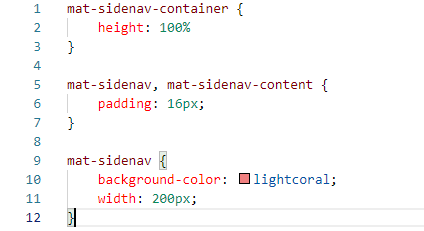 1 mat-sidenav-container {
2     height: 100%
3 }
4
5 mat-sidenav, mat-sidenav-content {
6     padding: 16px;
7 }
8
9 mat-sidenav {
10     background-color: lightcoral;
11     width: 200px;
12 }